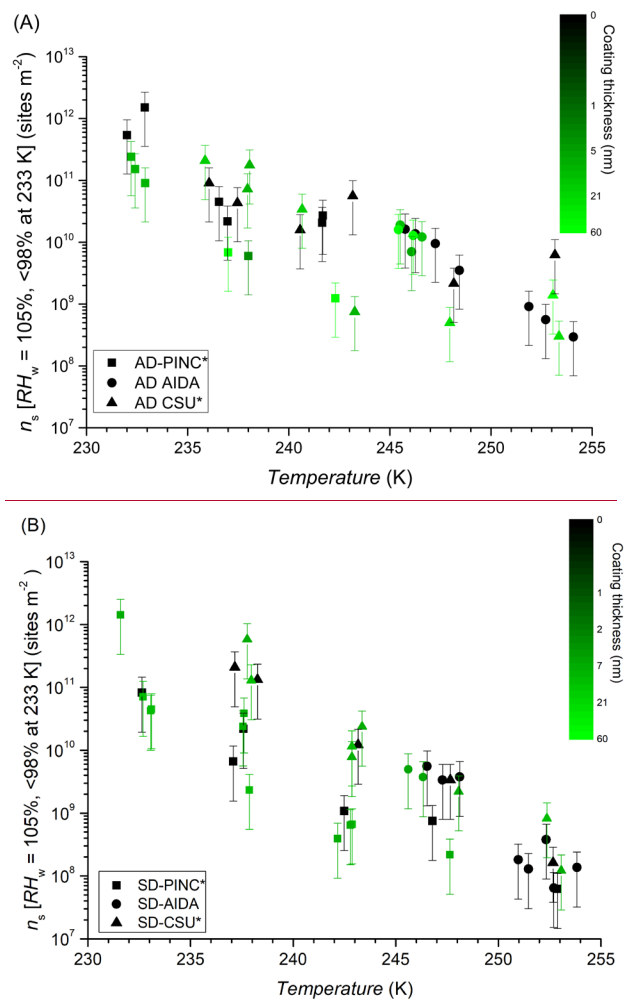 (A)
10^13
10^12
10^11
10^10
10^9
10^8
10^7
n_s [RH_w = 105%, <98% at 233 K] (sites m^-2)
AD-PINC*
AD AIDA
AD CSU*
230 235 240 245 250 255
Temperature (K)
0
1
5
21
60
Coating thickness (nm)
(B)
10^13
10^12
10^11
10^10
10^9
10^8
10^7
n_s [RH_w = 105%, <98% at 233 K] (sites m^-2)
SD-PINC*
SD-AIDA
SD-CSU*
230 235 240 245 250 255
Temperature (K)
0
1
2
7
20
60
Coating thickness (nm)